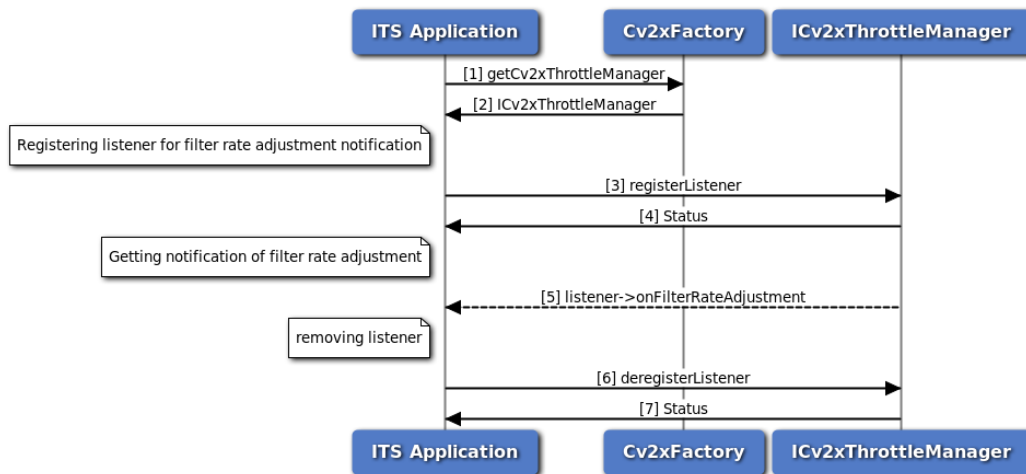 ITS Application
Cv2xFactory
ICv2xThrottleManager
[1] getCv2xThrottleManager
[2] ICv2xThrottleManager
Registering listener for filter rate adjustment notification
[3] registerListener
[4] Status
Getting notification of filter rate adjustment
[5] listener->onFilterRateAdjustment
removing listener
[6] deregisterListener
[7] Status
ITS Application
Cv2xFactory
ICv2xThrottleManager